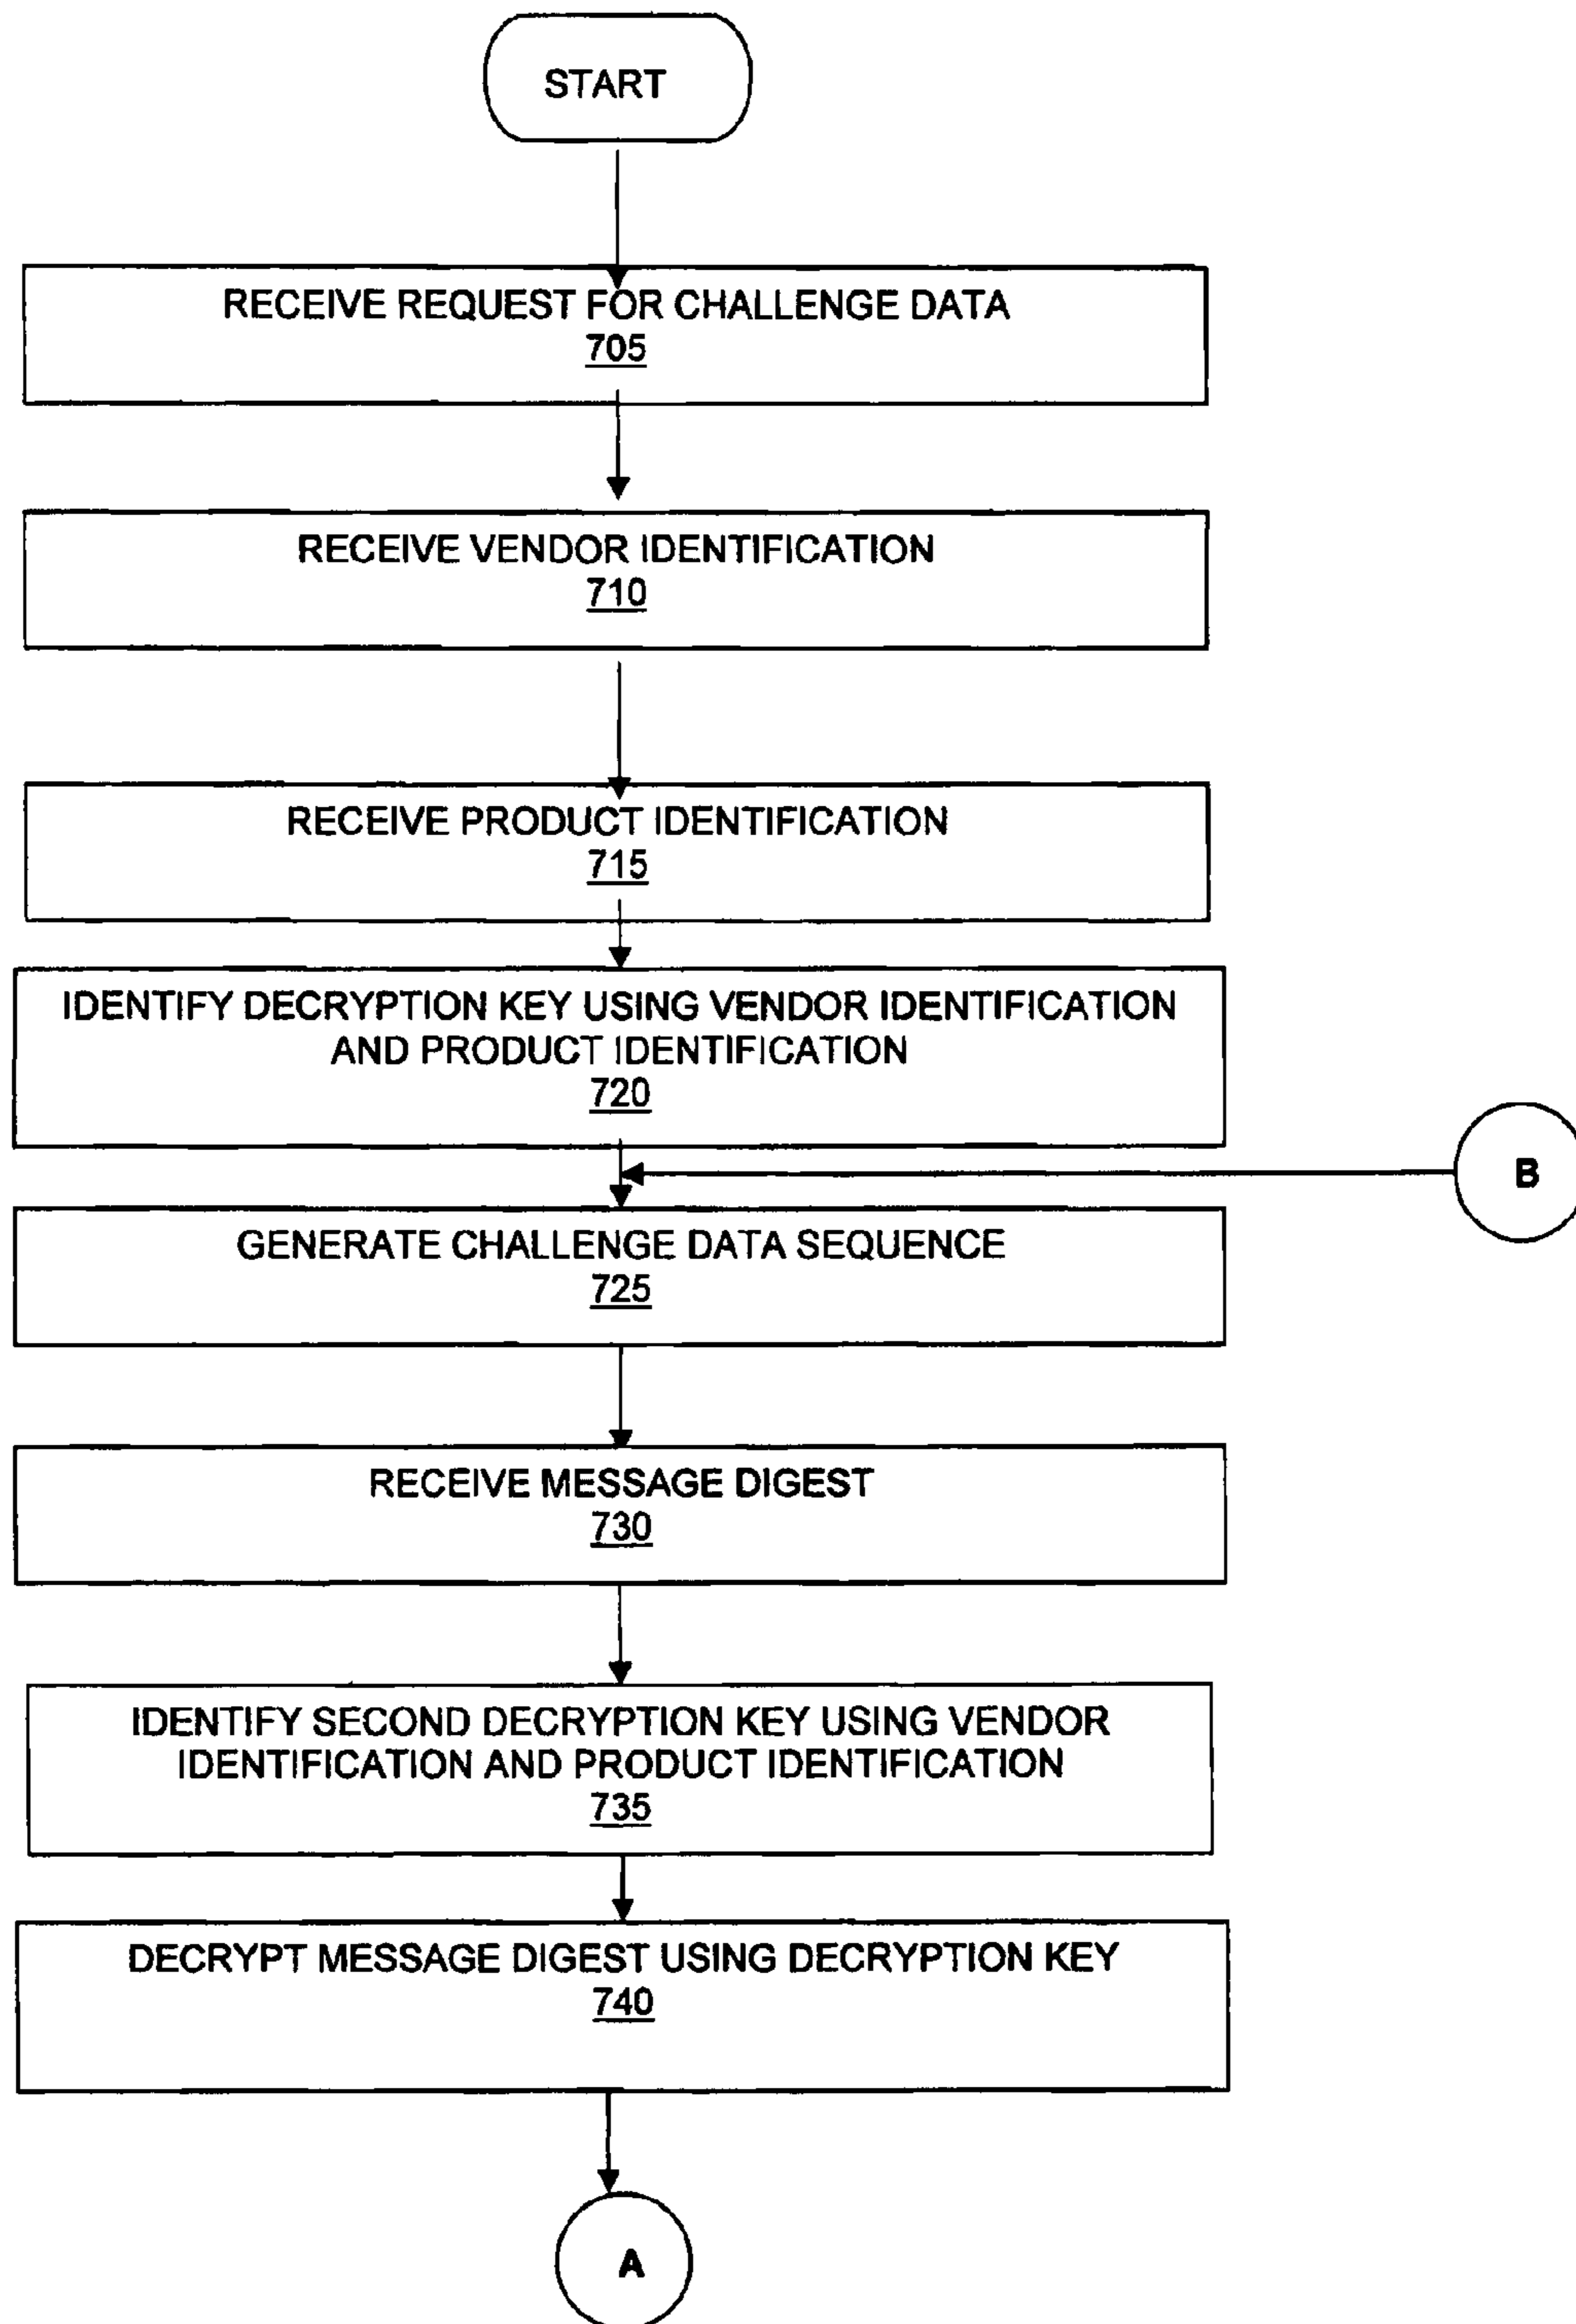 START
RECEIVE REQUEST FOR CHALLENGE DATA
705
RECEIVE VENDOR IDENTIFICATION
710
RECEIVE PRODUCT IDENTIFICATION
715
IDENTIFY DECRYPTION KEY USING VENDOR IDENTIFICATION
AND PRODUCT IDENTIFICATION
720
B
GENERATE CHALLENGE DATA SEQUENCE
725
RECEIVE MESSAGE DIGEST
730
IDENTIFY SECOND DECRYPTION KEY USING VENDOR
IDENTIFICATION AND PRODUCT IDENTIFICATION
735
DECRYPT MESSAGE DIGEST USING DECRYPTION KEY
740
A